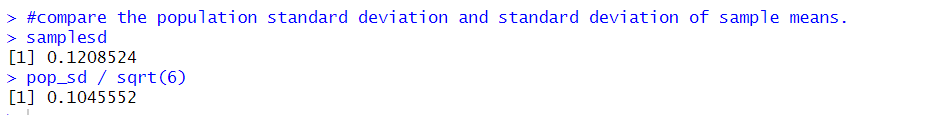 > #compare the population standard deviation and standard deviation of sample means.
> samplesd
[1] 0.1208524
> pop_sd / sqrt(6)
[1] 0.1045552
>